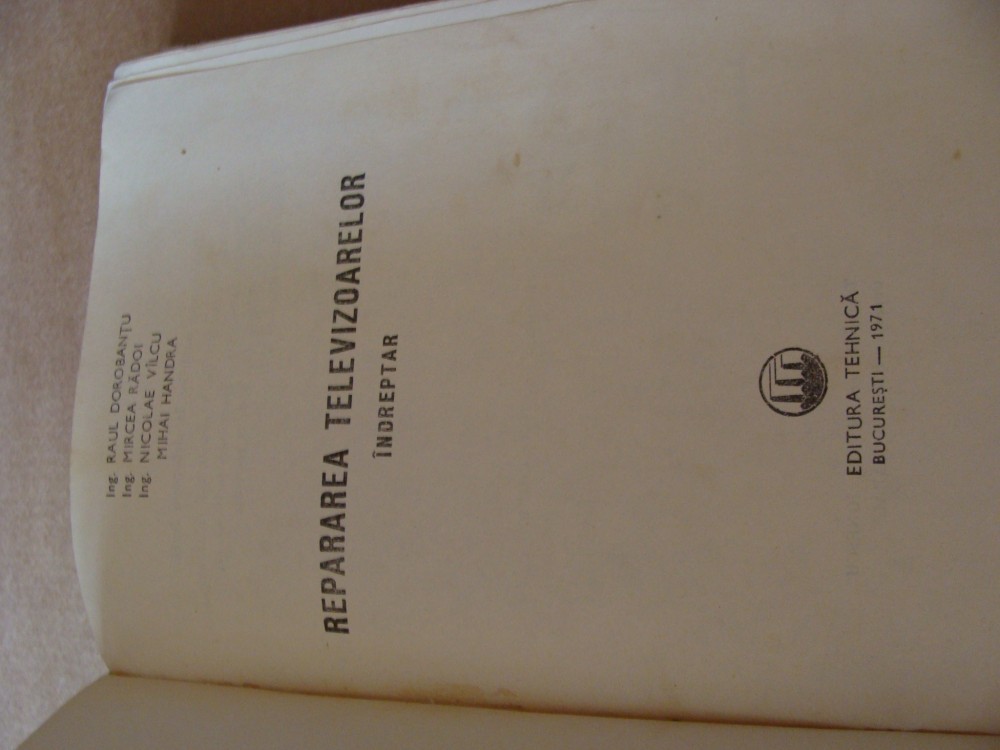 Ing. RAUL DOROBANȚU
Ing. MIRCEA RĂDOI
Ing. NICOLAE VÎLCU
MIHAI HANDRA
REPARAREA TELEVIZOARELOR
ÎNDREPTAR
EDITURA TEHNICĂ
BUCUREȘTI — 1971